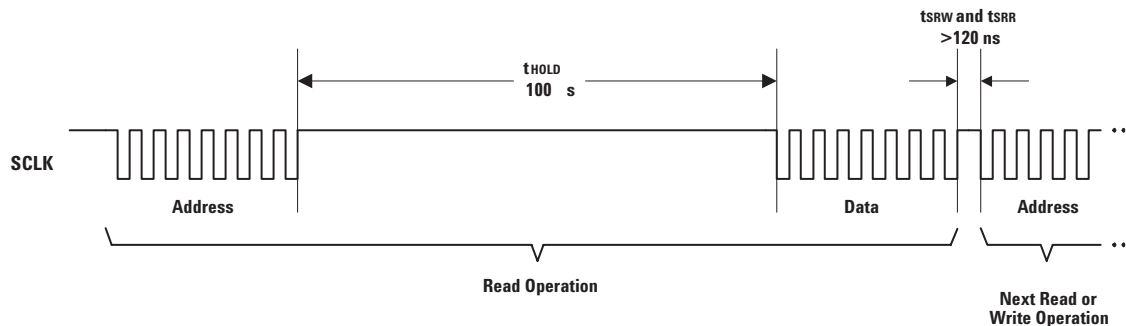 tSRW and tSRR
>120 ns
tHOLD
100 s
SCLK
Address
Data
Address
Read Operation
Next Read or
Write Operation